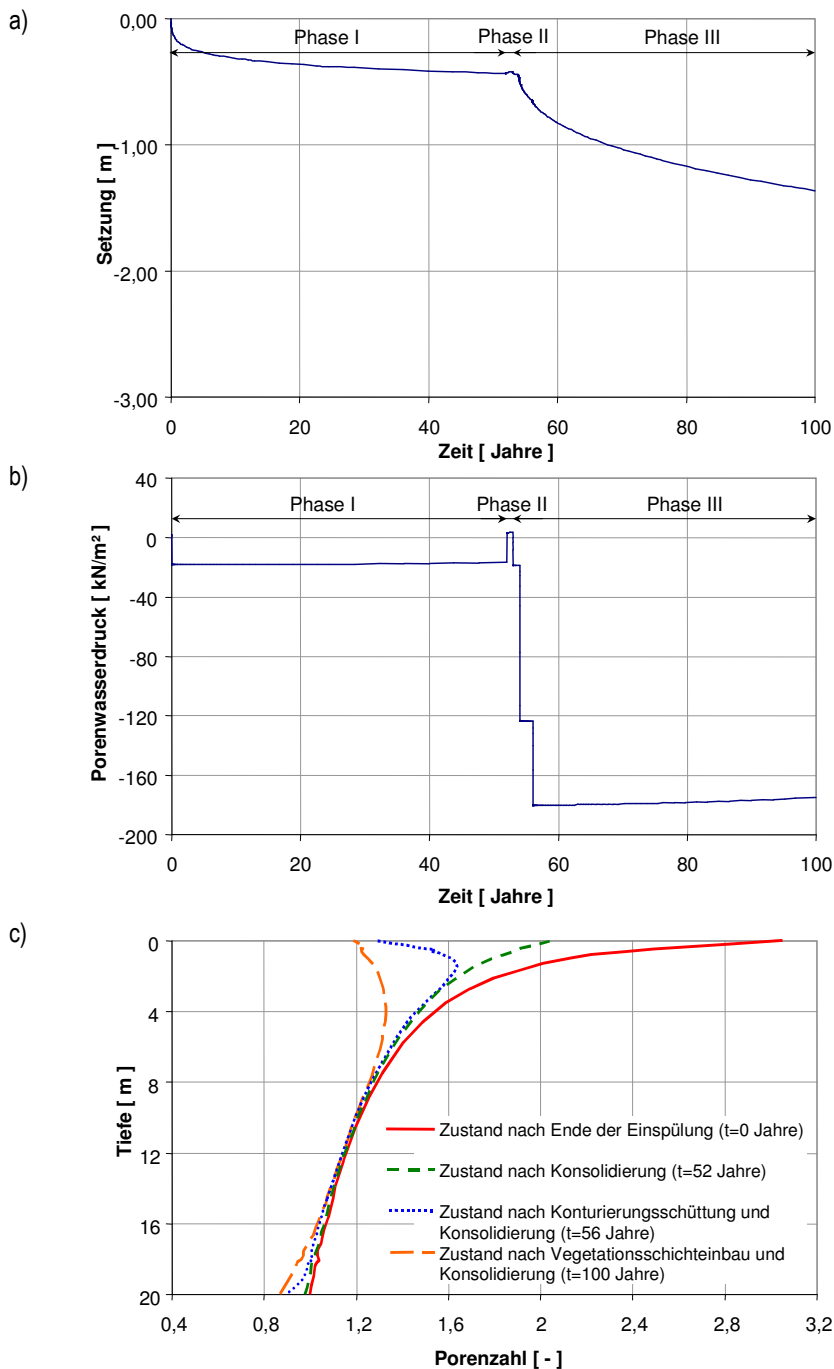 a)
0,00
-1,00
-2,00
-3,00
Setzung [ m ]
Phase I
Phase II
Phase III
0
20
40
60
80
100
Zeit [ Jahre ]
b)
40
0
-40
-80
-120
-160
-200
Porenwasserdruck [ kN/m² ]
Phase I
Phase II
Phase III
0
20
40
60
80
100
Zeit [ Jahre ]
c)
0
4
8
12
16
20
Tiefe [ m ]
Zustand nach Ende der Einspülung (t=0 Jahre)
Zustand nach Konsolidierung (t=52 Jahre)
Zustand nach Konturierungsschüttung und
Konsolidierung (t=56 Jahre)
Zustand nach Vegetationsschichteinbau und
Konsolidierung (t=100 Jahre)
0,4
0,8
1,2
1,6
2
2,4
2,8
3,2
Porenzahl [ - ]